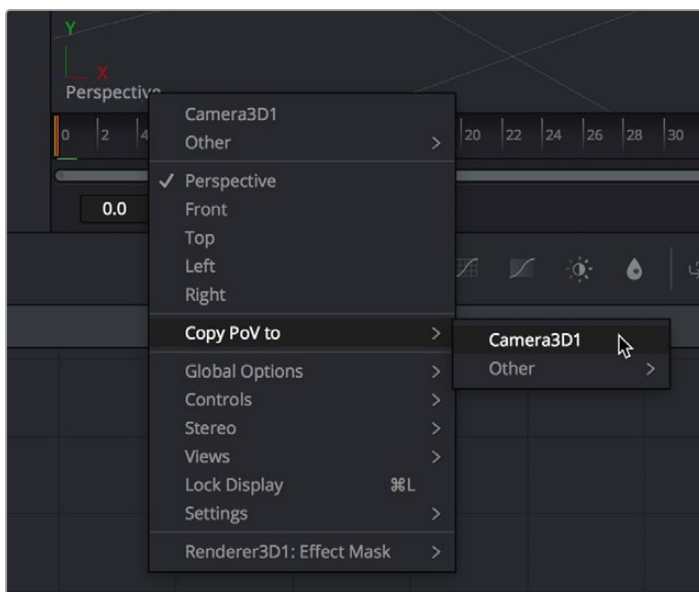 Y
X
Perspective
0 2 4 20 22 24 26 28 30
0.0
Camera3D1
Other
Perspective
Front
Top
Left
Right
Copy PoV to
Camera3D1
Other
Global Options
Controls
Stereo
Views
Lock Display ⌘L
Settings
Renderer3D1: Effect Mask